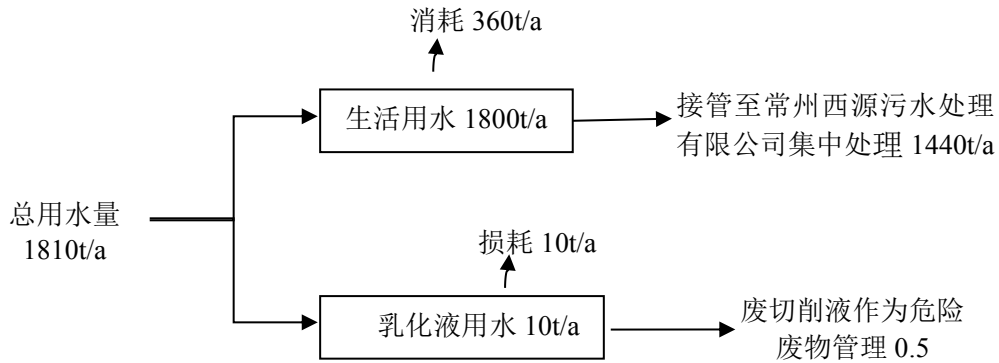 消耗 360t/a
生活用水 1800t/a
接管至常州西源污水处理
有限公司集中处理 1440t/a
总用水量
1810t/a
损耗 10t/a
乳化液用水 10t/a
废切削液作为危险
废物管理 0.5